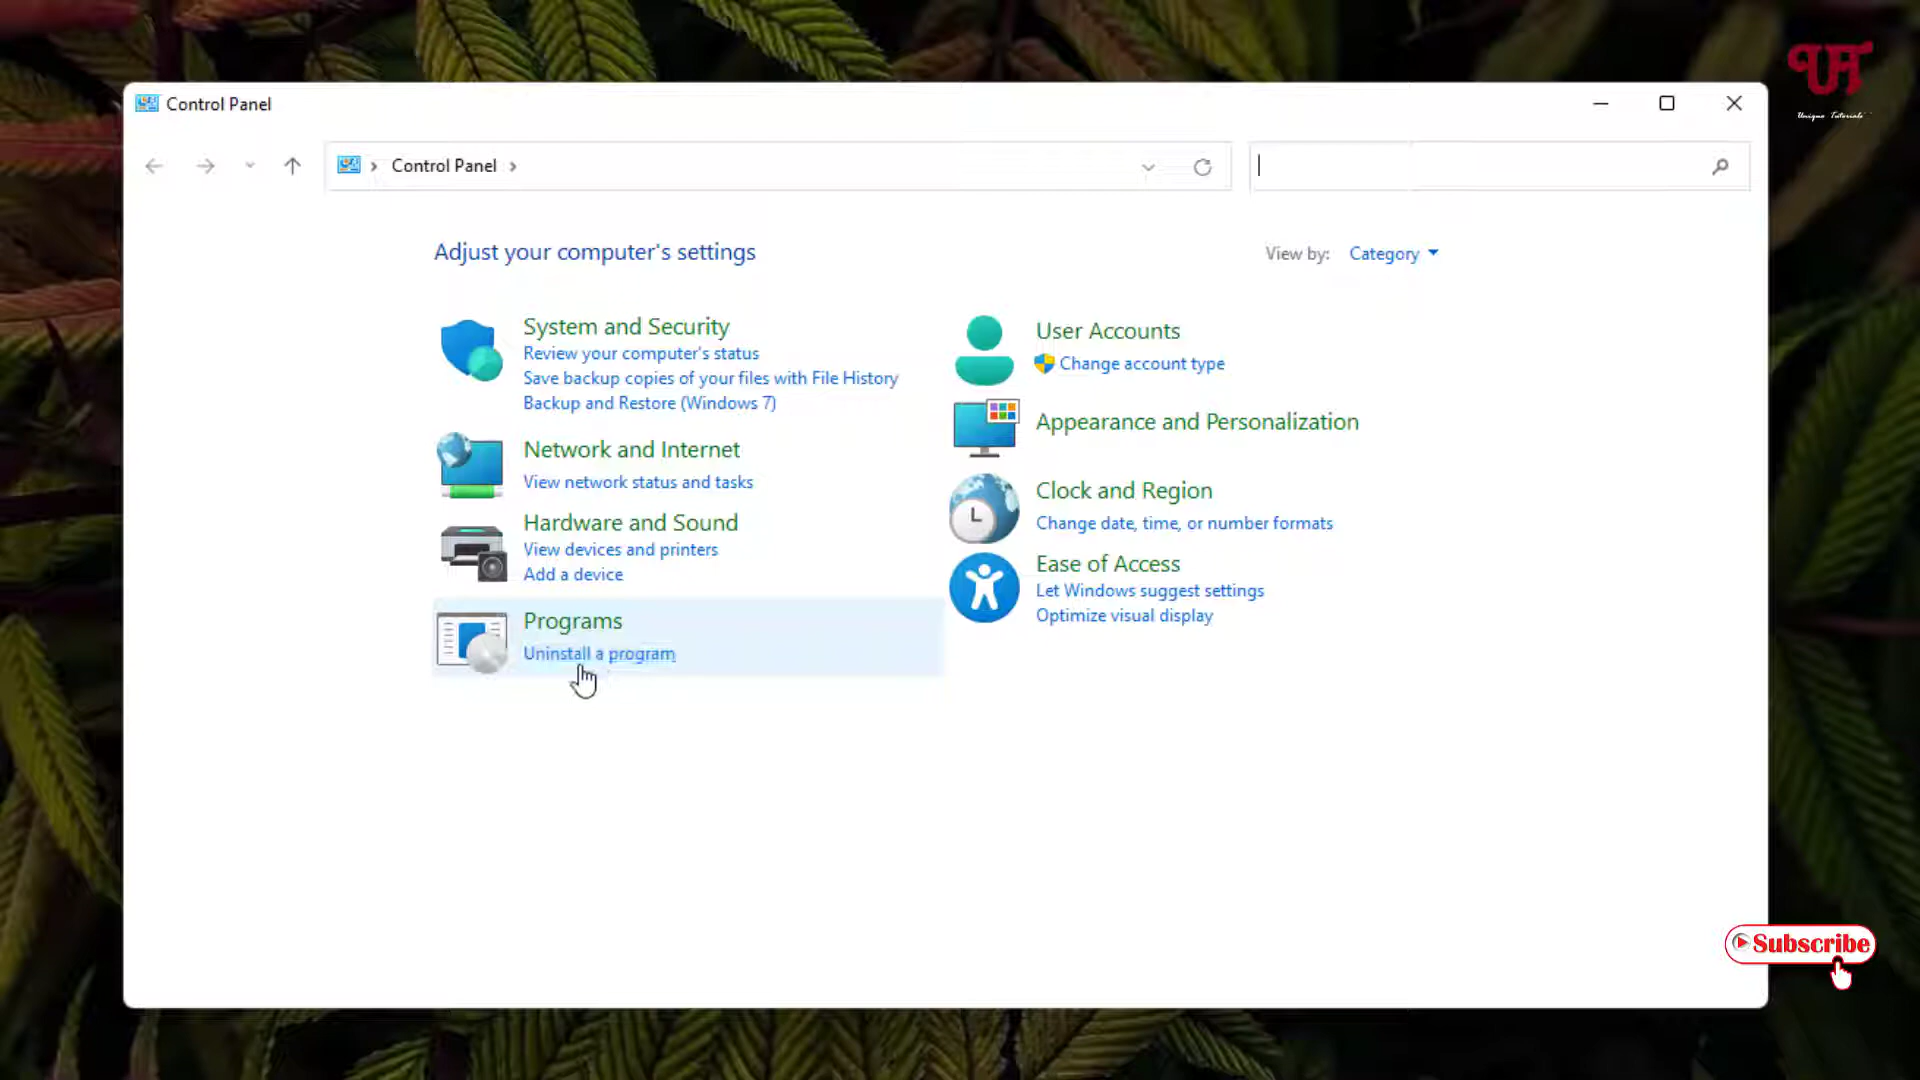 UT
Unique Tutorials
Control Panel
Control Panel
Adjust your computer's settings
View by: Category
System and Security
Review your computer's status
Save backup copies of your files with File History
Backup and Restore (Windows 7)
Network and Internet
View network status and tasks
Hardware and Sound
View devices and printers
Add a device
Programs
Uninstall a program
User Accounts
Change account type
Appearance and Personalization
Clock and Region
Change date, time, or number formats
Ease of Access
Let Windows suggest settings
Optimize visual display
Subscribe